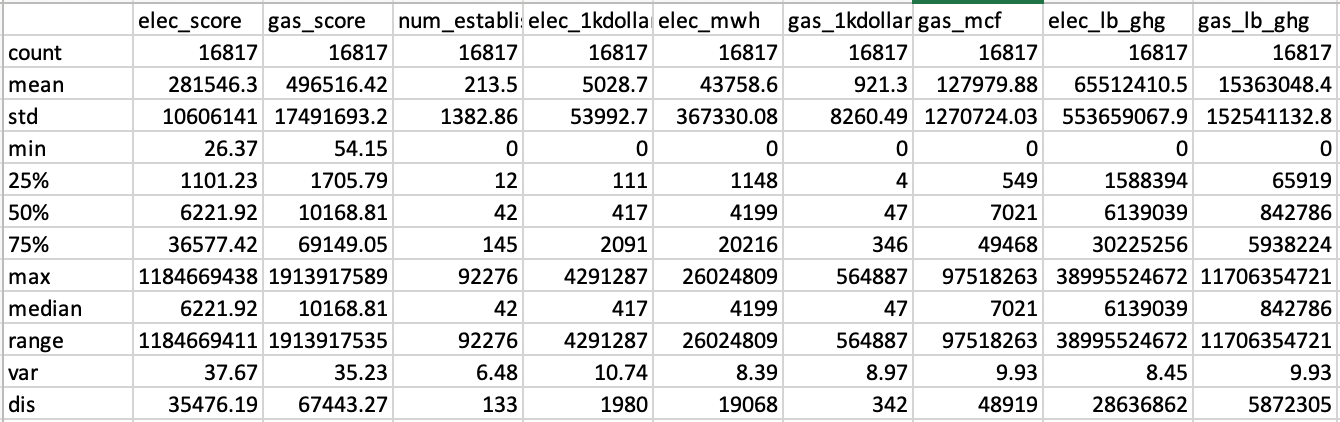 elec_score gas_score num_establi: elec_1kdolla elec_mwh gas_1kdollar gas_mcf elec_lb_ghg gas_lb_ghg
count 16817 16817 16817 16817 16817 16817 16817 16817 16817
mean 281546.3 496516.42 213.5 5028.7 43758.6 921.3 127979.88 65512410.5 15363048.4
std 10606141 17491693.2 1382.86 53992.7 367330.08 8260.49 1270724.03 553659067.9 152541132.8
min 26.37 54.15 0 0 0 0 0 0 0
25% 1101.23 1705.79 12 111 1148 4 549 1588394 65919
50% 6221.92 10168.81 42 417 4199 47 7021 6139039 842786
75% 36577.42 69149.05 145 2091 20216 346 49468 30225256 5938224
max 1184669438 1913917589 92276 4291287 26024809 564887 97518263 38995524672 11706354721
median 6221.92 10168.81 42 417 4199 47 7021 6139039 842786
range 1184669411 1913917535 92276 4291287 26024809 564887 97518263 38995524672 11706354721
var 37.67 35.23 6.48 10.74 8.39 8.97 9.93 8.45 9.93
dis 35476.19 67443.27 133 1980 19068 342 48919 28636862 5872305